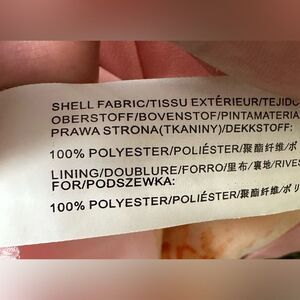 SHELL FABRIC/TISSU EXTÉRIEUR/TEJIDO
OBERSTOFF/BOVENSTOF/PINTAMATERIA
PRAWA STRONA(TKANINY)/DEKKSTOFF:
100% POLYESTER/POLIÉSTER/聚酯纤维/ポ
LINING/DOUBLURE/FORRO/里布/裏地/RIVES
FOR/PODSZEWKA:
100% POLYESTER/POLIÉSTER/聚酯纤维/ポリ